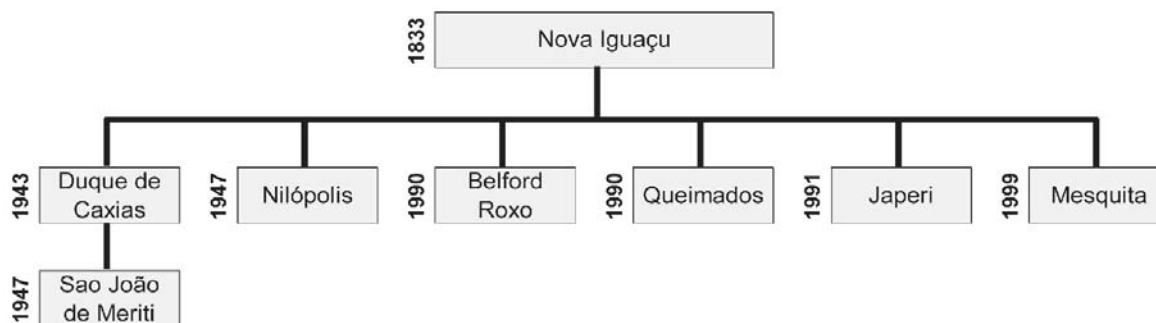 1833
Nova Iguaçu
1943
Duque de
Caxias
1947
Nilópolis
1990
Belford
Roxo
1990
Queimados
1991
Japeri
1999
Mesquita
1947
Sao João
de Meriti